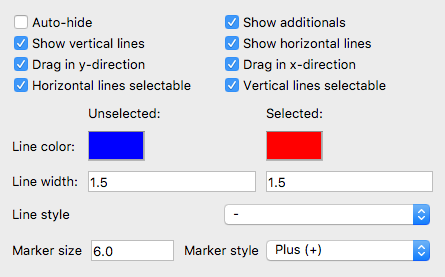 Auto-hide Show additionals
Show vertical lines Show horizontal lines
Drag in y-direction Drag in x-direction
Horizontal lines selectable Vertical lines selectable
Unselected: Selected:
Line color:
Line width: 1.5 1.5
Line style -
Marker size 6.0 Marker style Plus (+)